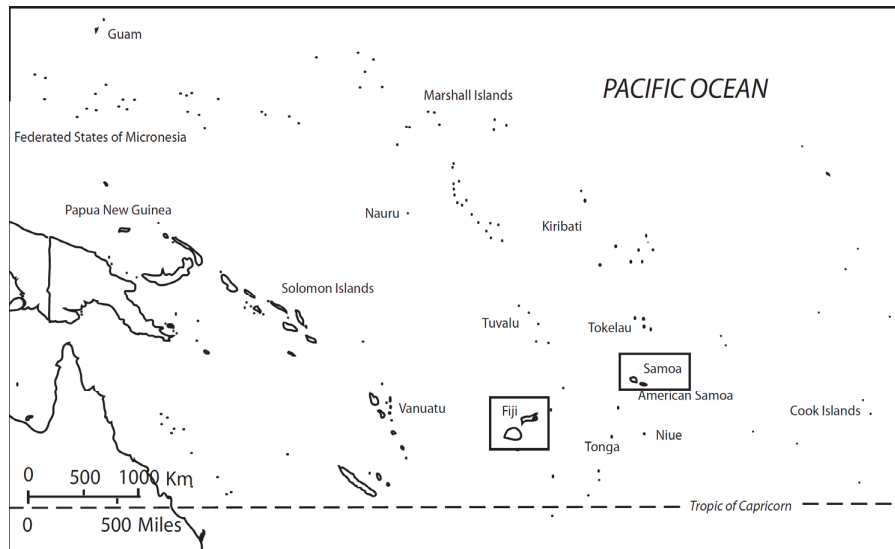 Guam
PACIFIC OCEAN
Marshall Islands
Federated States of Micronesia
Papua New Guinea
Nauru
Kiribati
Solomon Islands
Tuvalu
Tokelau
Samoa
American Samoa
Fiji
Vanuatu
Cook Islands
Niue
Tonga
0 500 1000 Km
Tropic of Capricorn
0 500 Miles